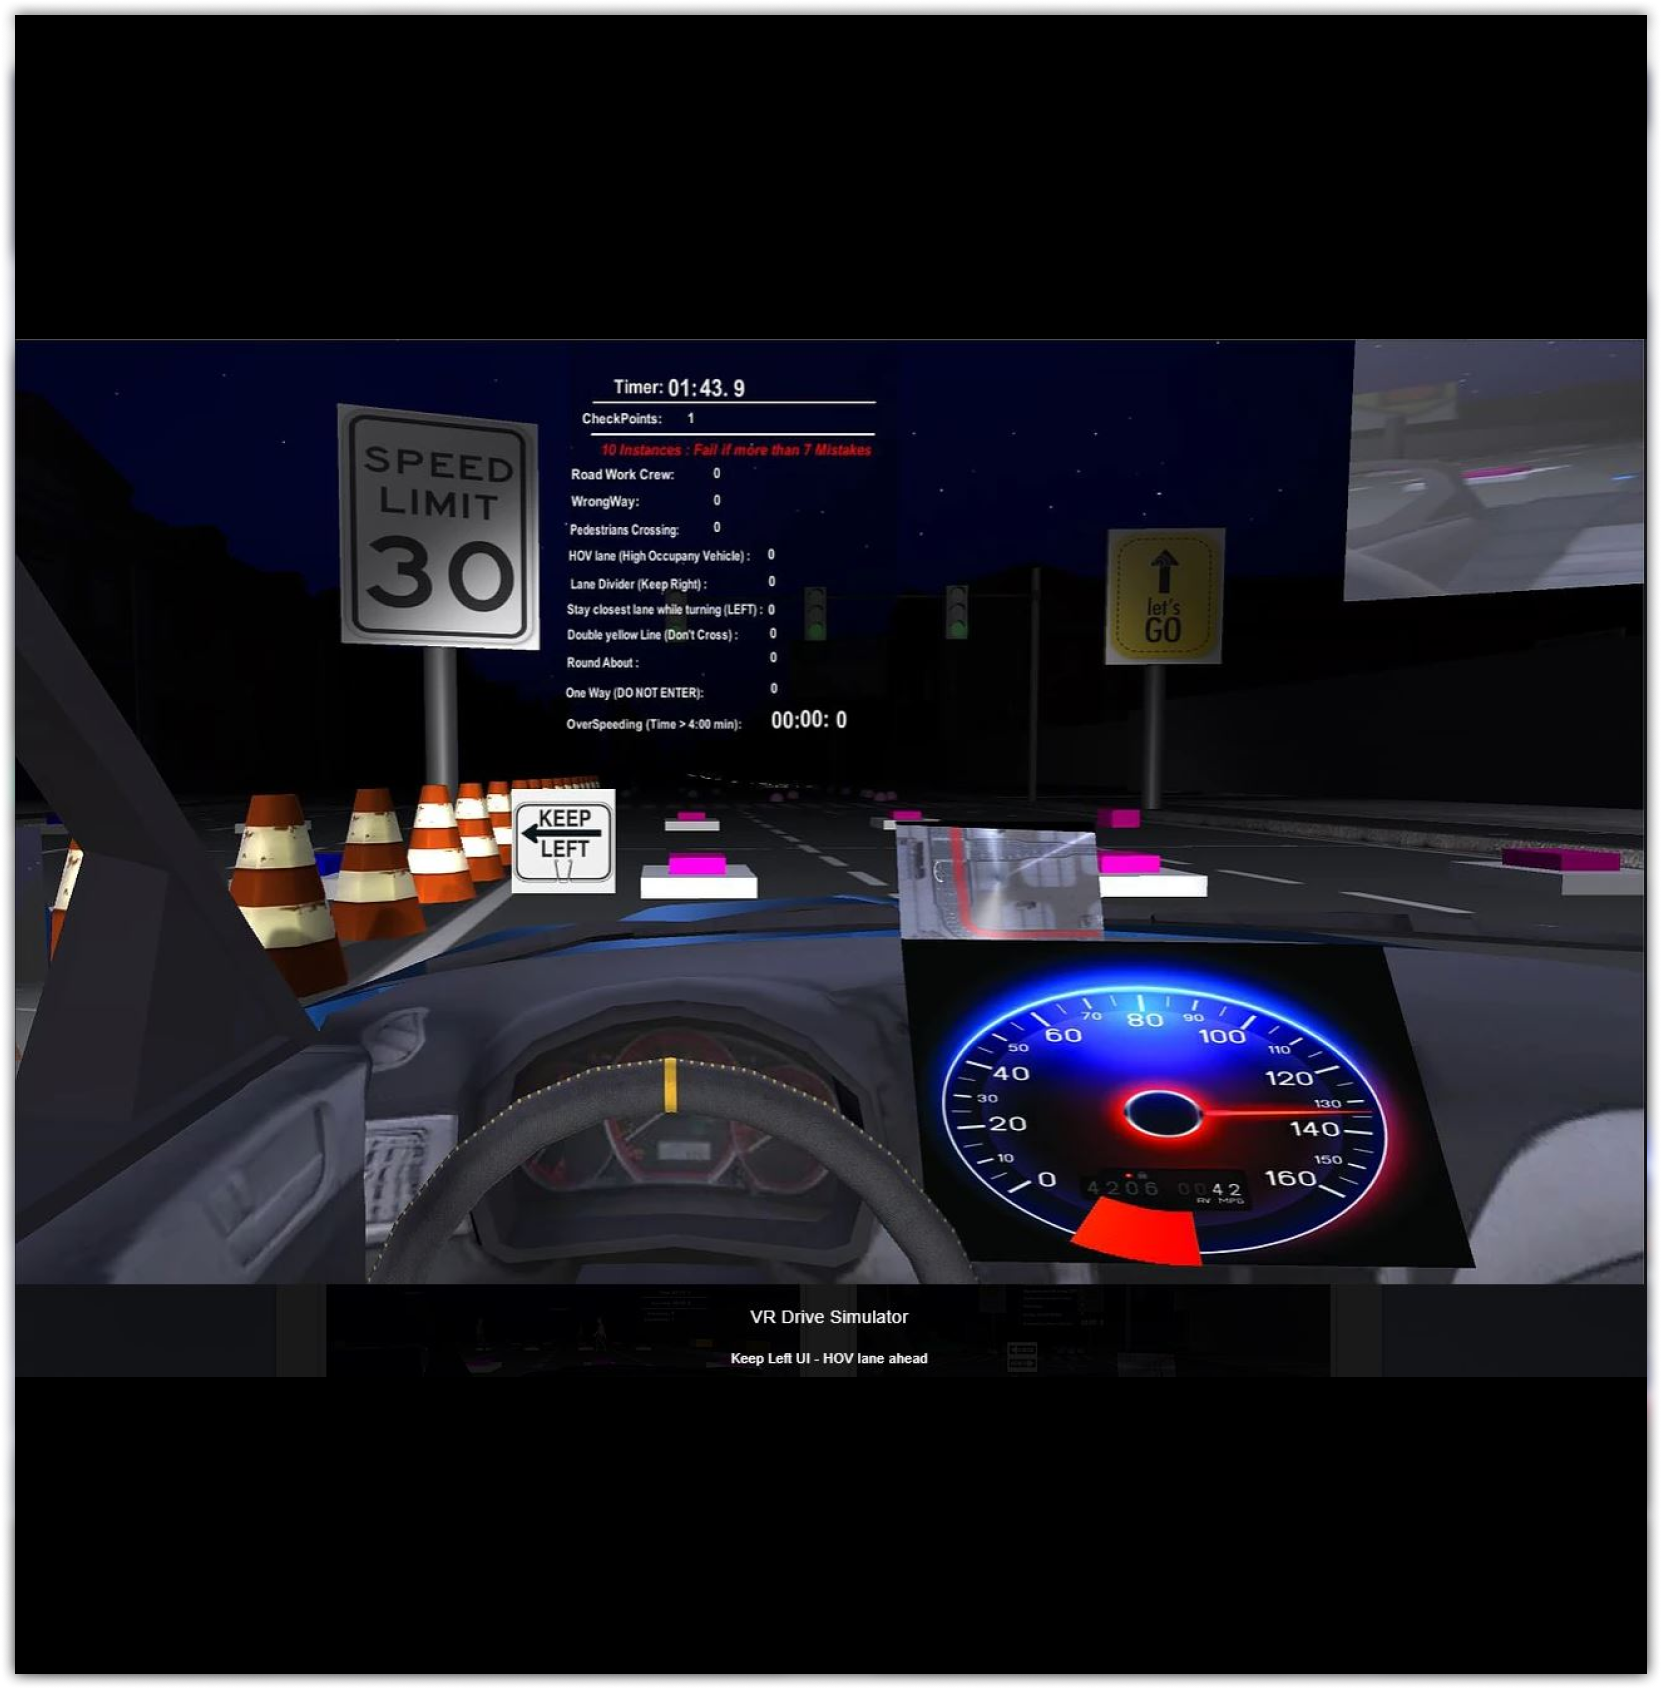 Timer: 01:43. 9
CheckPoints: 1
10 Instances : Fail if more than 7 Mistakes
Road Work Crew: 0
WrongWay: 0
Pedestrians Crossing: 0
HOV lane (High Occupany Vehicle) : 0
Lane Divider (Keep Right) : 0
Stay closest lane while turning (LEFT) : 0
Double yellow Line (Don't Cross) : 0
Round About : 0
One Way (DO NOT ENTER): 0
OverSpeeding (Time > 4:00 min): 00:00: 0
SPEED
LIMIT
30
let's
GO
KEEP
LEFT
0
10
20
30
40
50
60
70
80
90
100
110
120
130
140
150
160
4206 0042
AV. MPG
VR Drive Simulator
Keep Left UI - HOV lane ahead